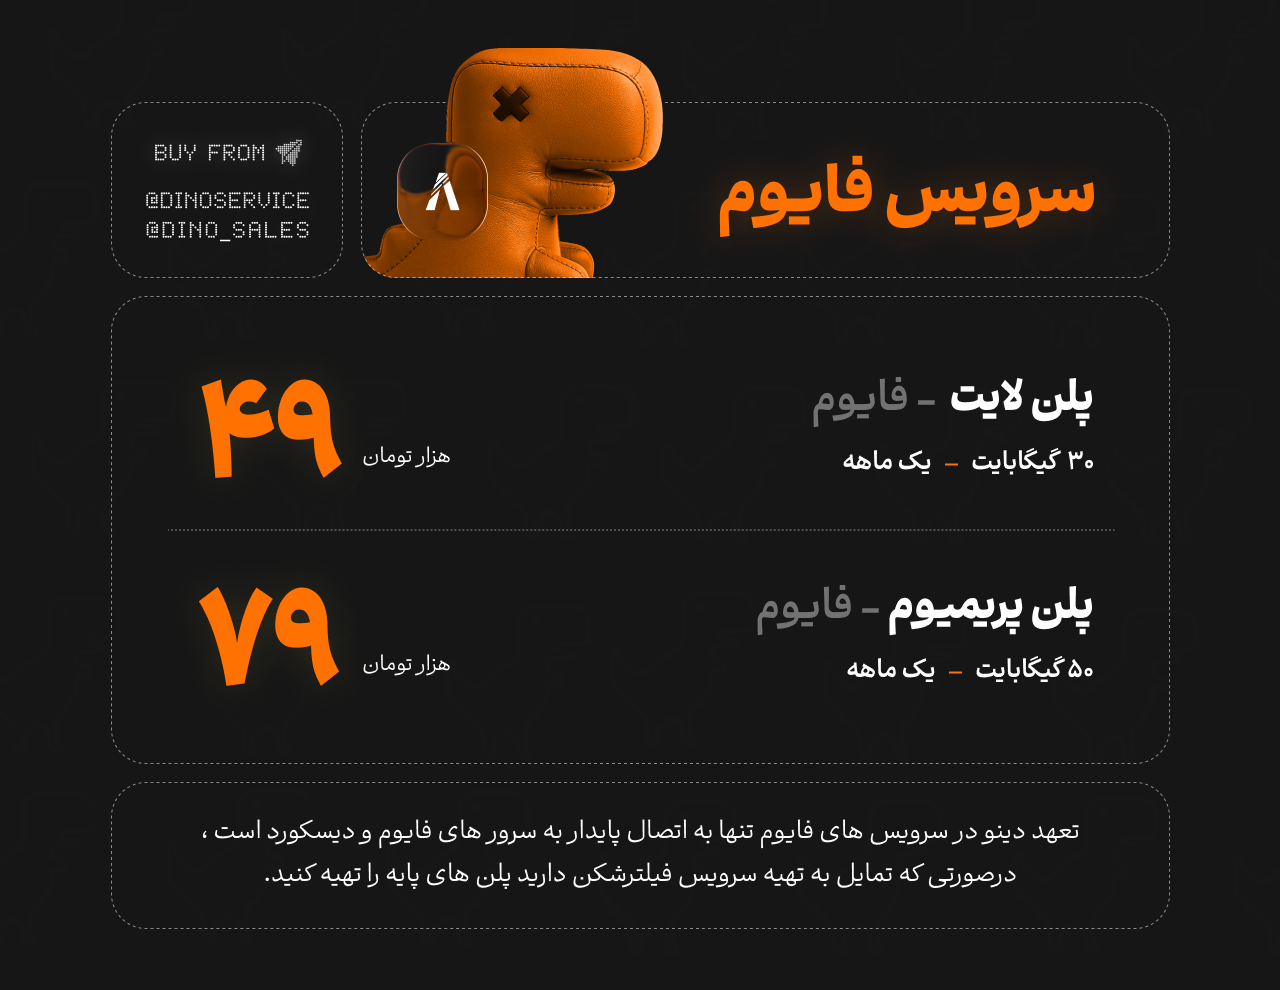 سرویس فایوم
BUY FROM
@DINOSERVICE
@DINO_SALES
پلن لایت - فایوم
۳۰ گیگابایت - یک ماهه
۴۹
هزار تومان
پلن پریمیوم - فایوم
۵۰ گیگابایت - یک ماهه
۷۹
هزار تومان
تعهد دینو در سرویس های فایوم تنها به اتصال پایدار به سرور های فایوم و دیسکورد است ،
درصورتی که تمایل به تهیه سرویس فیلترشکن دارید پلن های پایه را تهیه کنید.